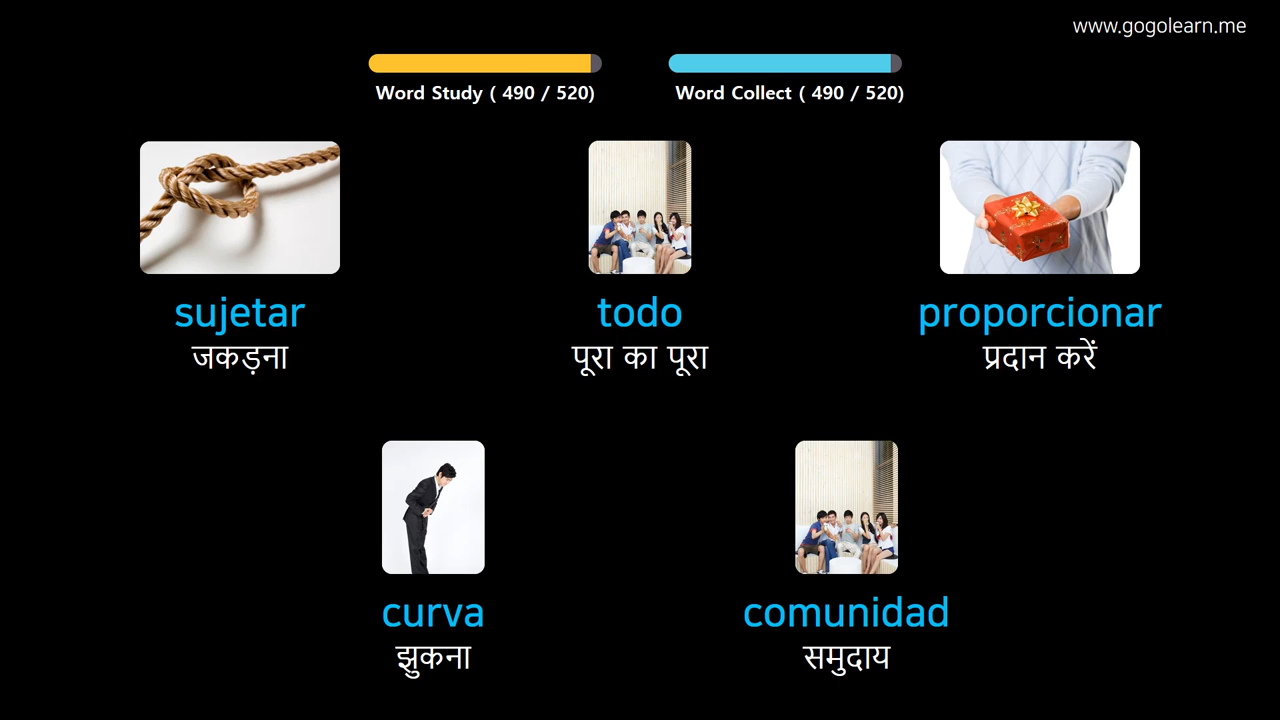 www.gogolearn.me
Word Study ( 490 / 520)
Word Collect ( 490 / 520)
sujetar
जकड़ना
todo
पूरा का पूरा
proporcionar
प्रदान करें
curva
झुकना
comunidad
समुदाय